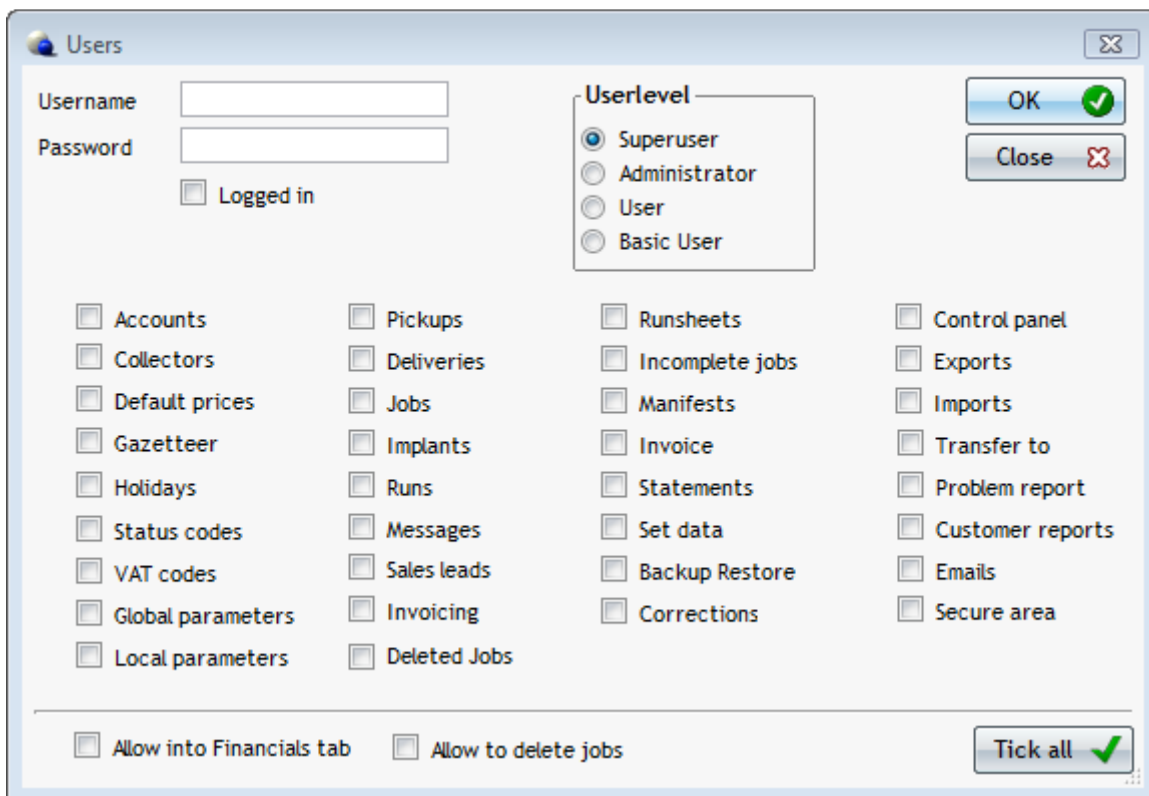 Users
Username
Password
Logged in
Userlevel
Superuser
Administrator
User
Basic User
OK
Close
Accounts
Collectors
Default prices
Gazetteer
Holidays
Status codes
VAT codes
Global parameters
Local parameters
Pickups
Deliveries
Jobs
Implants
Runs
Messages
Sales leads
Invoicing
Deleted Jobs
Runsheets
Incomplete jobs
Manifests
Invoice
Statements
Set data
Backup Restore
Corrections
Control panel
Exports
Imports
Transfer to
Problem report
Customer reports
Emails
Secure area
Allow into Financials tab
Allow to delete jobs
Tick all